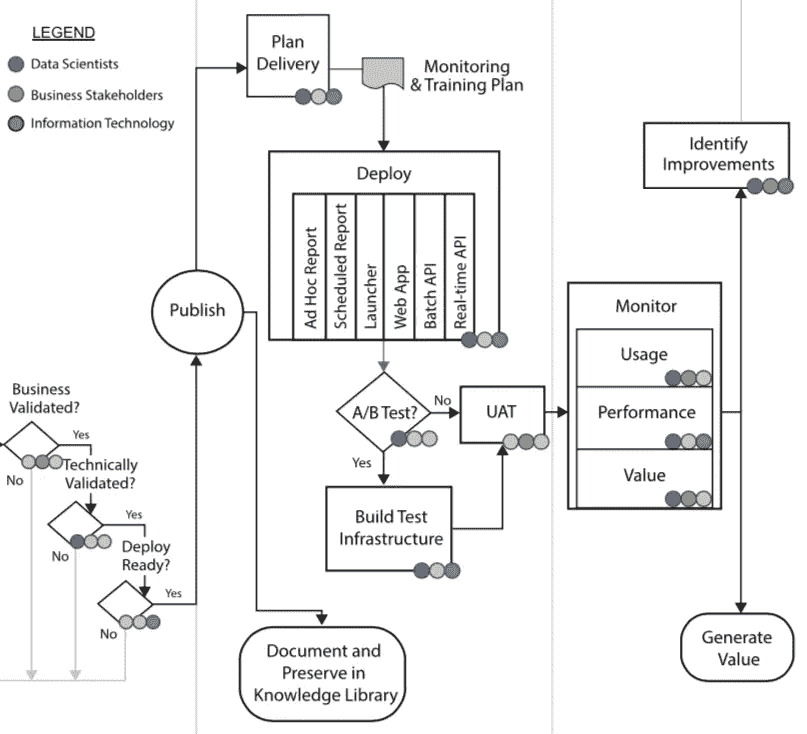 LEGEND
Data Scientists
Business Stakeholders
Information Technology
Plan
Delivery
Monitoring
& Training Plan
Deploy
Ad Hoc Report
Scheduled Report
Launcher
Web App
Batch API
Real-time API
Publish
Business
Validated?
Yes
No
Technically
Validated?
Yes
No
Deploy
Ready?
Yes
No
A/B Test?
No
Yes
UAT
Build Test
Infrastructure
Document and
Preserve in
Knowledge Library
Monitor
Usage
Performance
Value
Identify
Improvements
Generate
Value